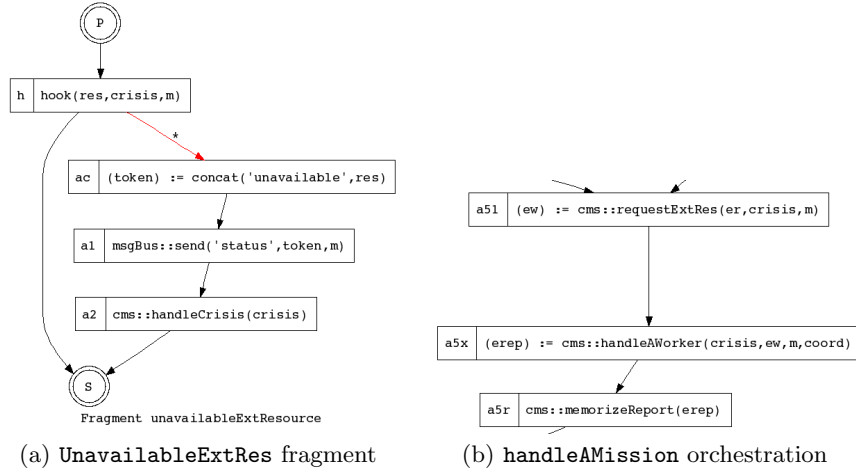 P
h hook(res,crisis,m)
*
ac (token) := concat('unavailable',res)
a1 msgBus::send('status',token,m)
a2 cms::handleCrisis(crisis)
S
Fragment unavailableExtResource
(a) UnavailableExtRes fragment
a51 (ew) := cms::requestExtRes(er,crisis,m)
a5x (erep) := cms::handleAWorker(crisis,ew,m,coord)
a5r cms::memorizeReport(erep)
(b) handleAMission orchestration